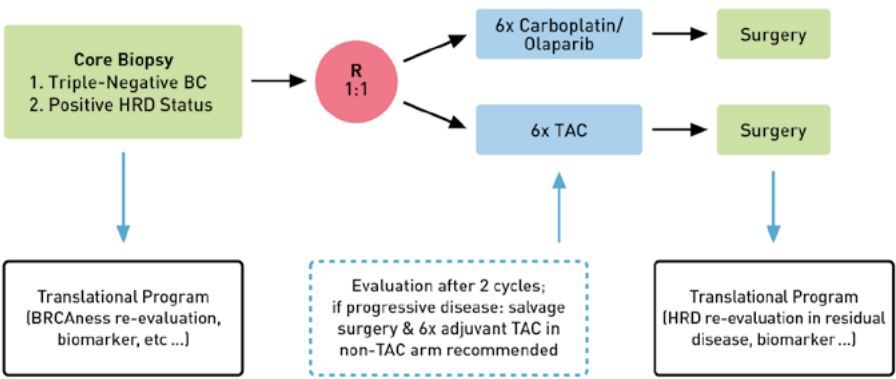 Core Biopsy
1. Triple-Negative BC
2. Positive HRD Status
R
1:1
6x Carboplatin/
Olaparib
Surgery
6x TAC
Surgery
Translational Program
(BRCAness re-evaluation,
biomarker, etc ...)
Evaluation after 2 cycles;
if progressive disease: salvage
surgery & 6x adjuvant TAC in
non-TAC arm recommended
Translational Program
(HRD re-evaluation in residual
disease, biomarker ...)